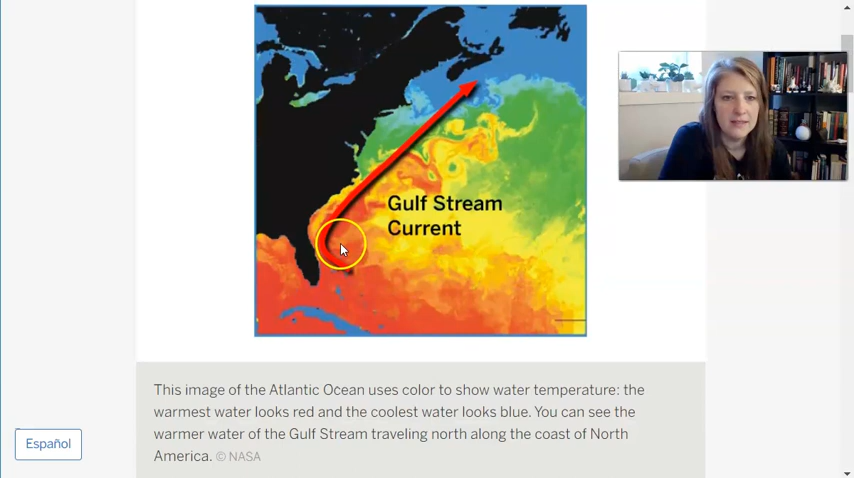 Gulf Stream
Current
This image of the Atlantic Ocean uses color to show water temperature: the
warmest water looks red and the coolest water looks blue. You can see the
warmer water of the Gulf Stream traveling north along the coast of North
America. © NASA
Español